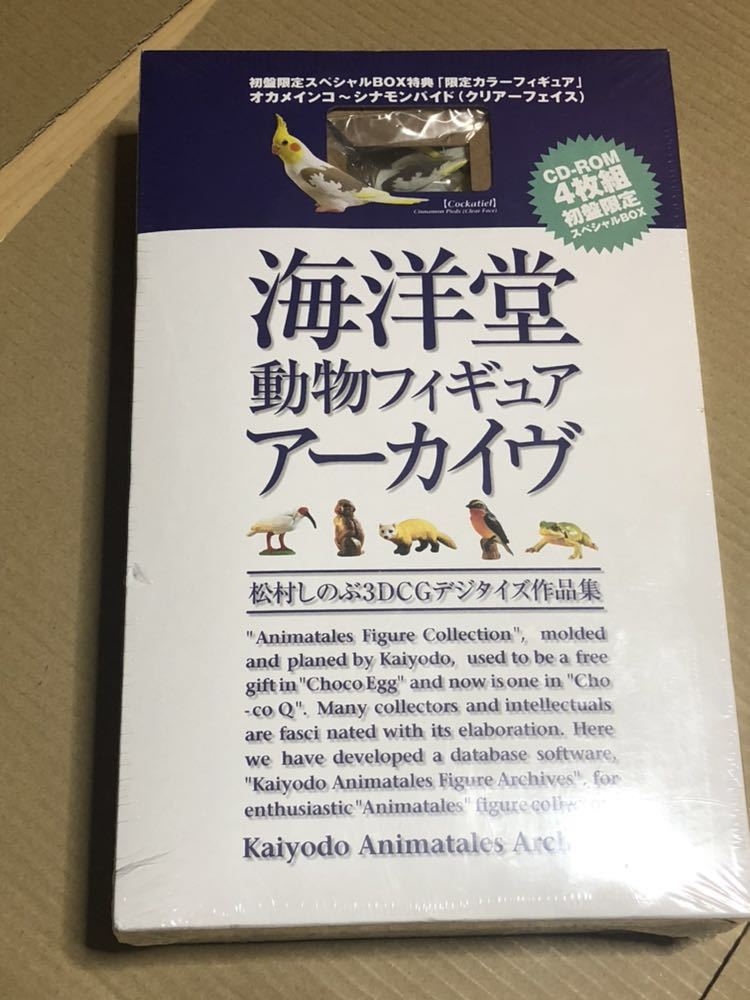 初盤限定スペシャルBOX特典「限定カラーフィギュア」
オカメインコ～シナモンパイド(クリアーフェイス)
【Cockatiel】
Cinnamon Pieds (Clear Face)
CD-ROM
4枚組
初盤限定
スペシャルBOX
海洋堂
動物フィギュア
アーカイヴ
松村しのぶ3DCGデジタイズ作品集
"Animatales Figure Collection", molded
and planed by Kaiyodo, used to be a free
gift in "Choco Egg" and now is one in "Cho
-co Q". Many collectors and intellectuals
are fasci nated with its elaboration. Here
we have developed a database software,
"Kaiyodo Animatales Figure Archives", for
enthusiastic "Animatales" figure
Kaiyodo Animatales